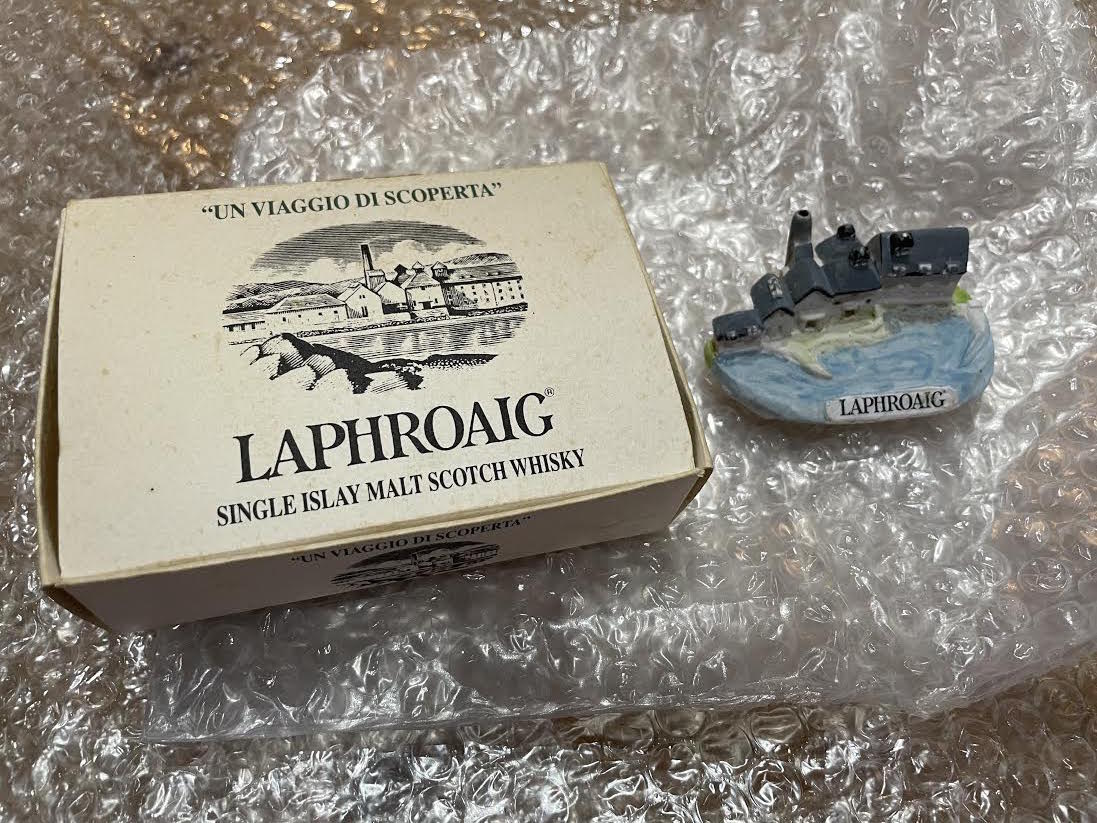 “UN VIAGGIO DI SCOPERTA”
LAPHROAIG®
SINGLE ISLAY MALT SCOTCH WHISKY
“UN VIAGGIO DI SCOPERTA”
LAPHROAIG®